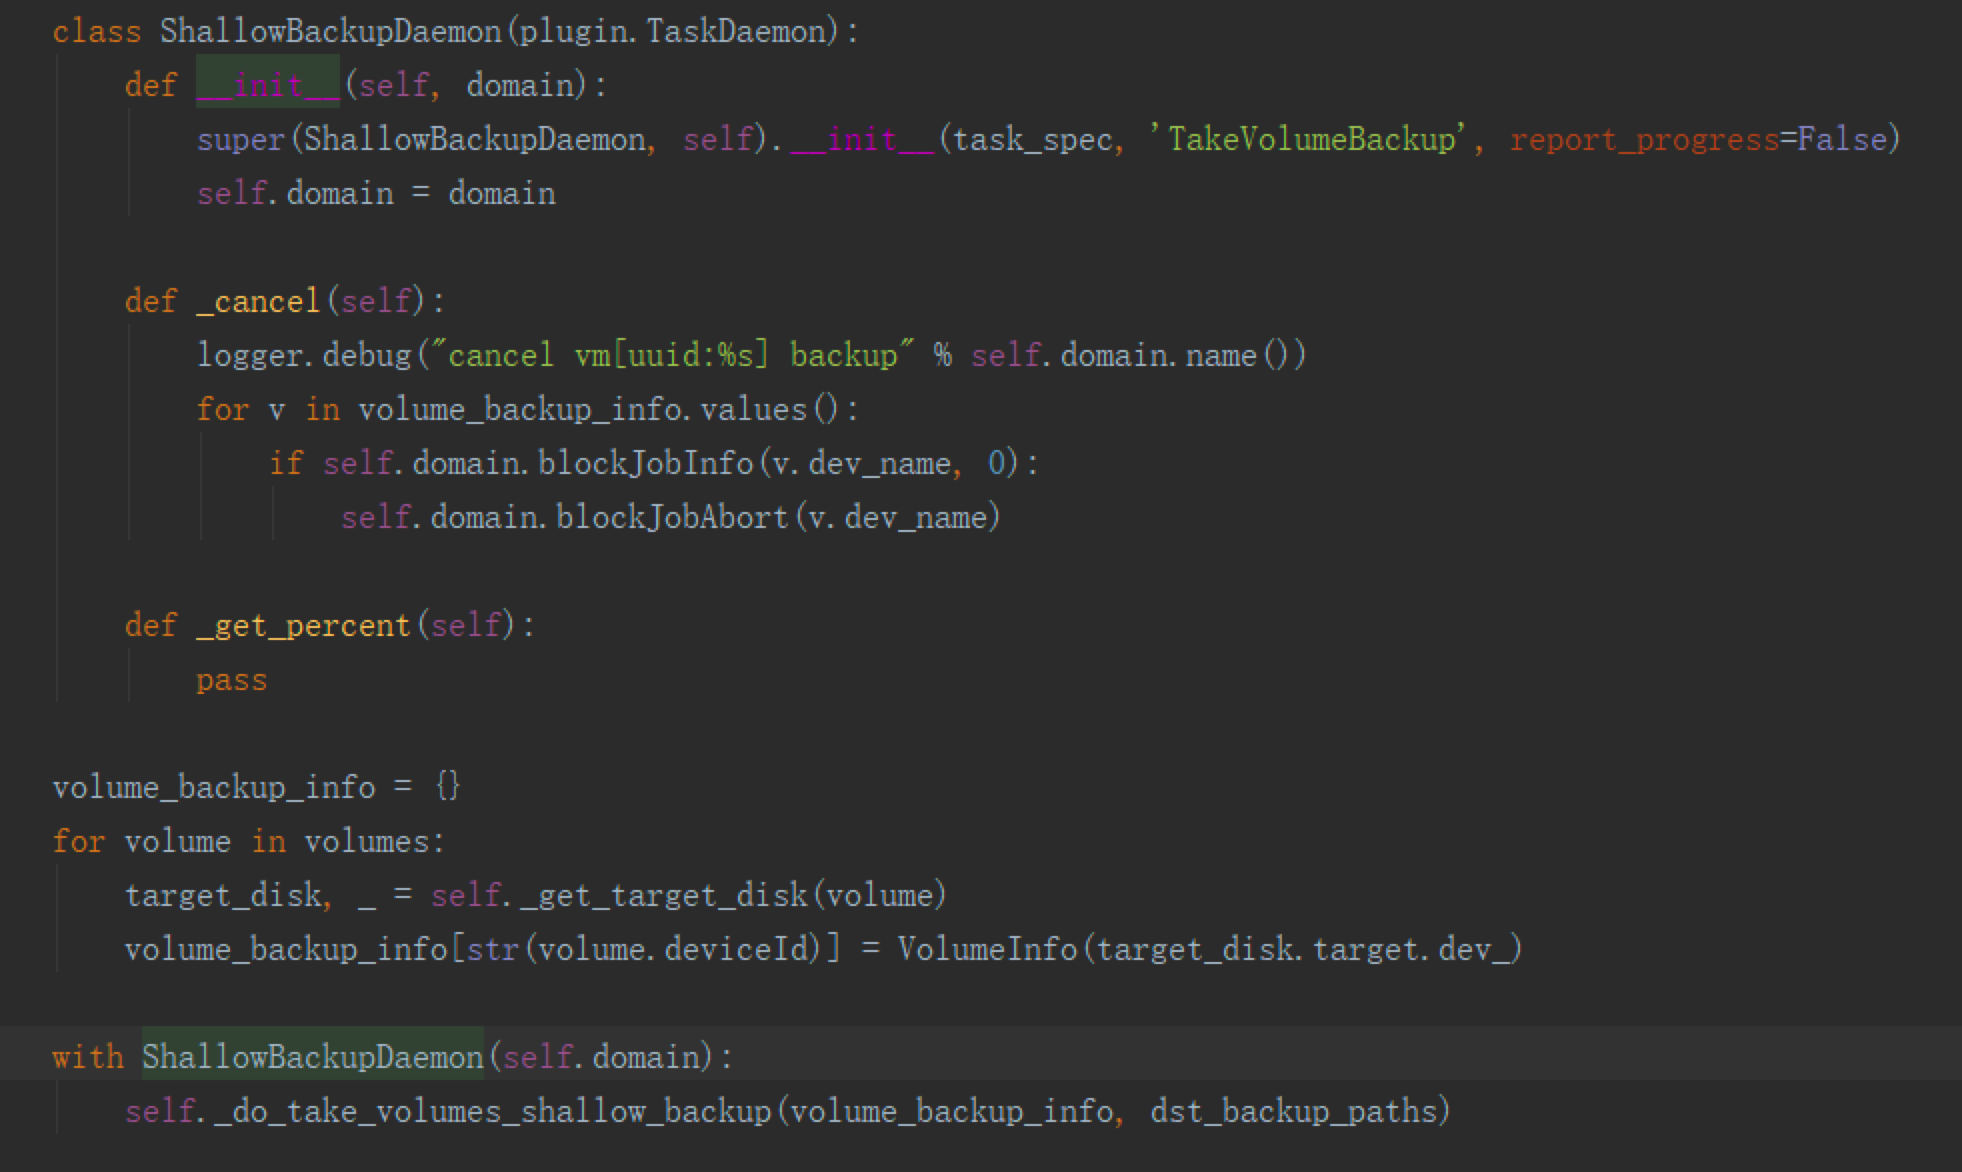 class ShallowBackupDaemon(plugin.TaskDaemon):
    def __init__(self, domain):
        super(ShallowBackupDaemon, self).__init__(task_spec, 'TakeVolumeBackup', report_progress=False)
        self.domain = domain

    def _cancel(self):
        logger.debug("cancel vm[uuid:%s] backup" % self.domain.name())
        for v in volume_backup_info.values():
            if self.domain.blockJobInfo(v.dev_name, 0):
                self.domain.blockJobAbort(v.dev_name)

    def _get_percent(self):
        pass

volume_backup_info = {}
for volume in volumes:
    target_disk, _ = self._get_target_disk(volume)
    volume_backup_info[str(volume.deviceId)] = VolumeInfo(target_disk.target.dev_)

with ShallowBackupDaemon(self.domain):
    self._do_take_volumes_shallow_backup(volume_backup_info, dst_backup_paths)